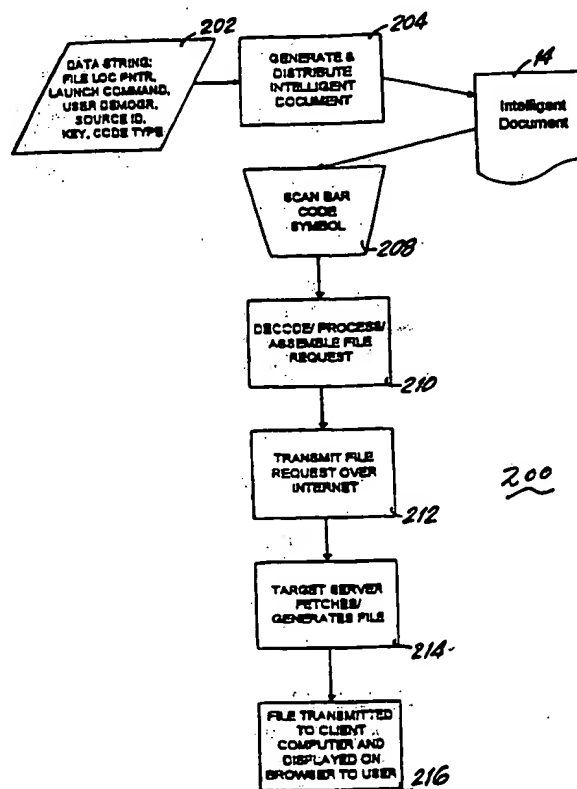 202
DATA STRING:
FILE LOC PNTR,
LAUNCH COMMAND,
USER DEMOGR,
SOURCE ID,
KEY, CODE TYPE
204
GENERATE &
DISTRIBUTE
INTELLIGENT
DOCUMENT
14
Intelligent
Document
SCAN BAR
CODE
SYMBOL
208
DECODE/ PROCESS/
ASSEMBLE FILE
REQUEST
210
TRANSMIT FILE
REQUEST OVER
INTERNET
212
200
TARGET SERVER
FETCHES/
GENERATES FILE
214
FILE TRANSMITTED
TO CLIENT
COMPUTER AND
DISPLAYED ON
BROWSER TO USER
216